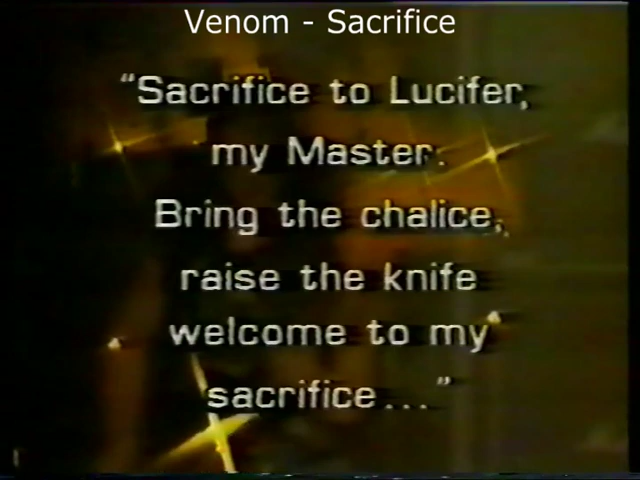 Venom - Sacrifice
“Sacrifice to Lucifer,
my Master.
Bring the chalice,
raise the knife
welcome to my
sacrifice...”